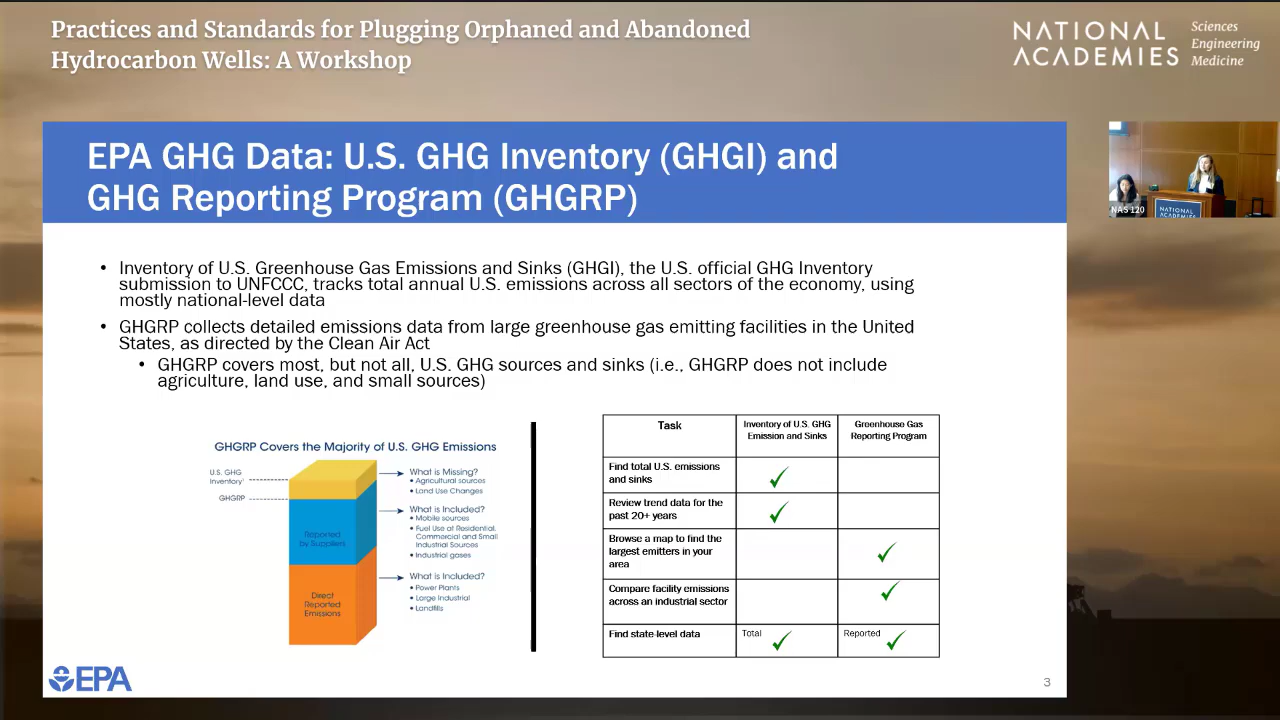 Practices and Standards for Plugging Orphaned and Abandoned
Hydrocarbon Wells: A Workshop
NATIONAL
ACADEMIES
Sciences
Engineering
Medicine
EPA GHG Data: U.S. GHG Inventory (GHGI) and
GHG Reporting Program (GHGRP)
• Inventory of U.S. Greenhouse Gas Emissions and Sinks (GHGI), the U.S. official GHG Inventory
submission to UNFCCC, tracks total annual U.S. emissions across all sectors of the economy, using
mostly national-level data
• GHGRP collects detailed emissions data from large greenhouse gas emitting facilities in the United
States, as directed by the Clean Air Act
• GHGRP covers most, but not all, U.S. GHG sources and sinks (i.e., GHGRP does not include
agriculture, land use, and small sources)
GHGRP Covers the Majority of U.S. GHG Emissions
U.S. GHG
Inventory
GHGRP
What is Missing?
• Agricultural sources
• Land Use Changes
What is Included?
• Mobile sources
• Fuel Use at Residential,
Commercial and Small
Industrial Sources
• Industrial gases
Reported
by Suppliers
What is Included?
• Power Plants
• Large Industrial
• Landfills
Direct
Reported
Emissions
Task
Inventory of U.S. GHG
Emission and Sinks
Greenhouse Gas
Reporting Program
Find total U.S. emissions
and sinks
Review trend data for the
past 20+ years
Browse a map to find the
largest emitters in your
area
Compare facility emissions
across an industrial sector
Find state-level data
Total
Reported
EPA
3
NAS 120
NATIONAL
ACADEMIES